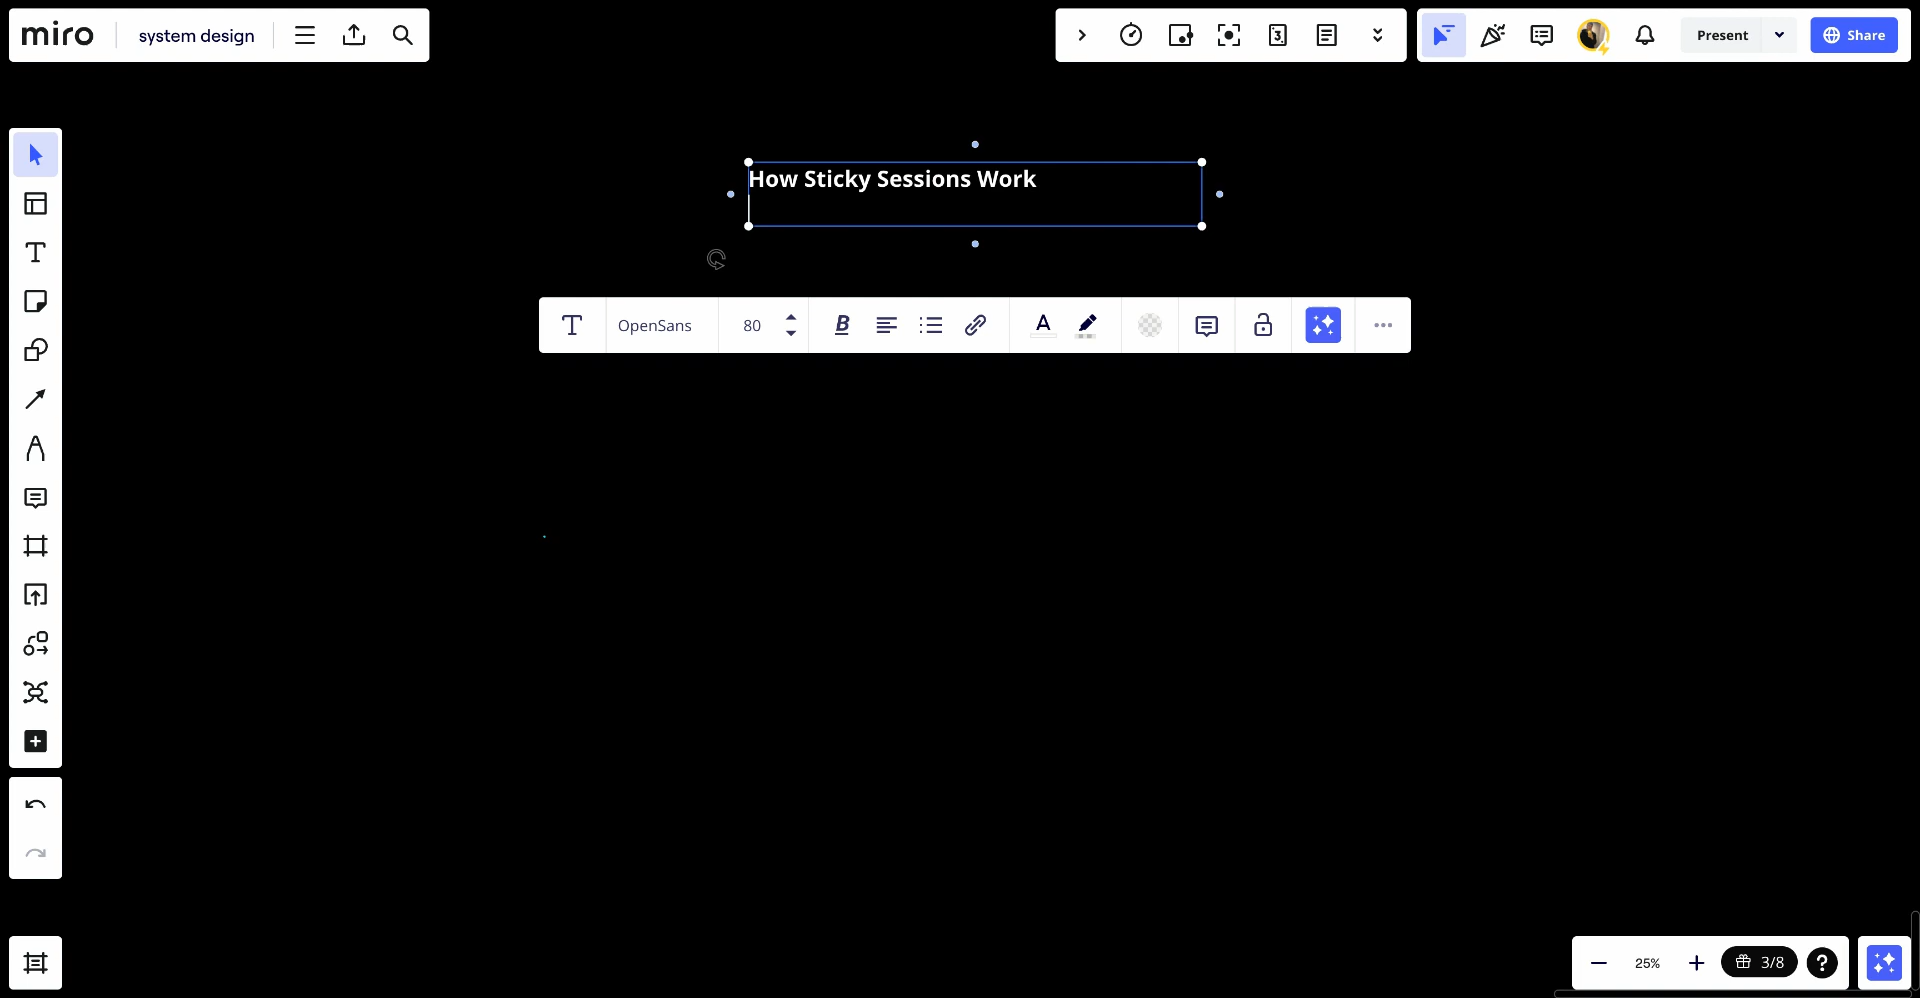 miro
system design
Present
Share
How Sticky Sessions Work
OpenSans
80
B
A
25%
3/8
?